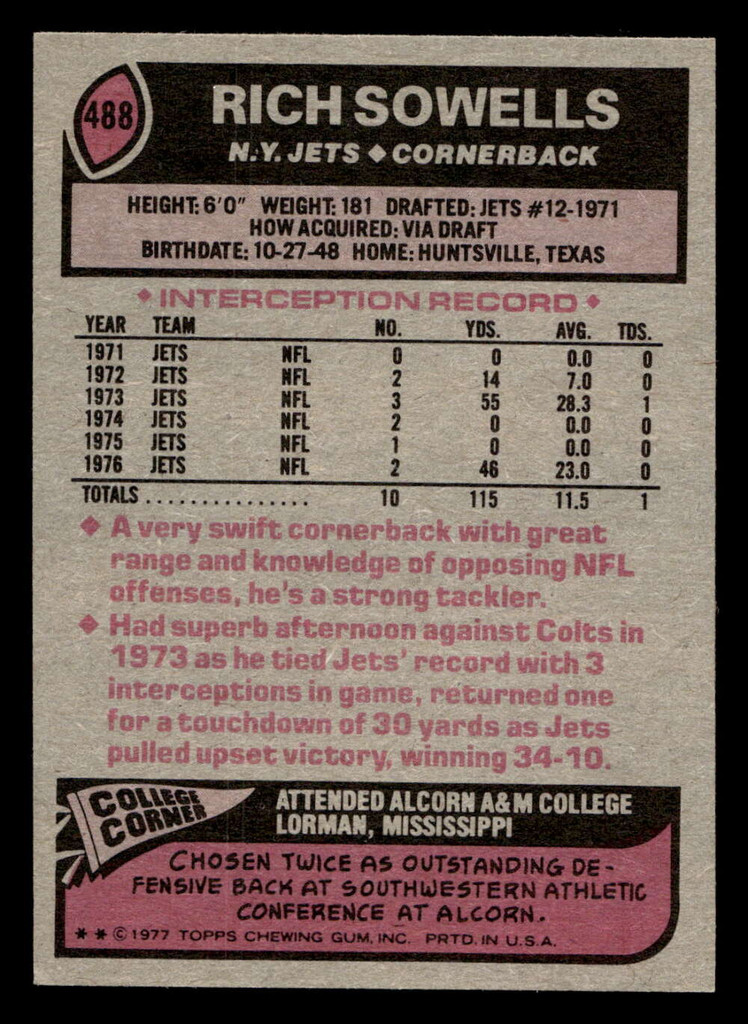 488
RICH SOWELLS
N.Y. JETS ◆ CORNERBACK
HEIGHT: 6'0" WEIGHT: 181 DRAFTED: JETS #12-1971
HOW ACQUIRED: VIA DRAFT
BIRTHDATE: 10-27-48 HOME: HUNTSVILLE, TEXAS
◆ INTERCEPTION RECORD ◆
YEAR TEAM NO. YDS. AVG. TDS.
1971 JETS NFL 0 0 0.0 0
1972 JETS NFL 2 14 7.0 0
1973 JETS NFL 3 55 28.3 1
1974 JETS NFL 2 0 0.0 0
1975 JETS NFL 1 0 0.0 0
1976 JETS NFL 2 46 23.0 0
TOTALS . . . . . . . . . . . . . . . 10 115 11.5 1
◆ A very swift cornerback with great
range and knowledge of opposing NFL
offenses, he's a strong tackler.
◆ Had superb afternoon against Colts in
1973 as he tied Jets' record with 3
interceptions in game, returned one
for a touchdown of 30 yards as Jets
pulled upset victory, winning 34-10.
COLLEGE
CORNER
ATTENDED ALCORN A&M COLLEGE
LORMAN, MISSISSIPPI
CHOSEN TWICE AS OUTSTANDING DE-
FENSIVE BACK AT SOUTHWESTERN ATHLETIC
CONFERENCE AT ALCORN.
* * © 1977 TOPPS CHEWING GUM, INC. PRTD. IN U.S.A.